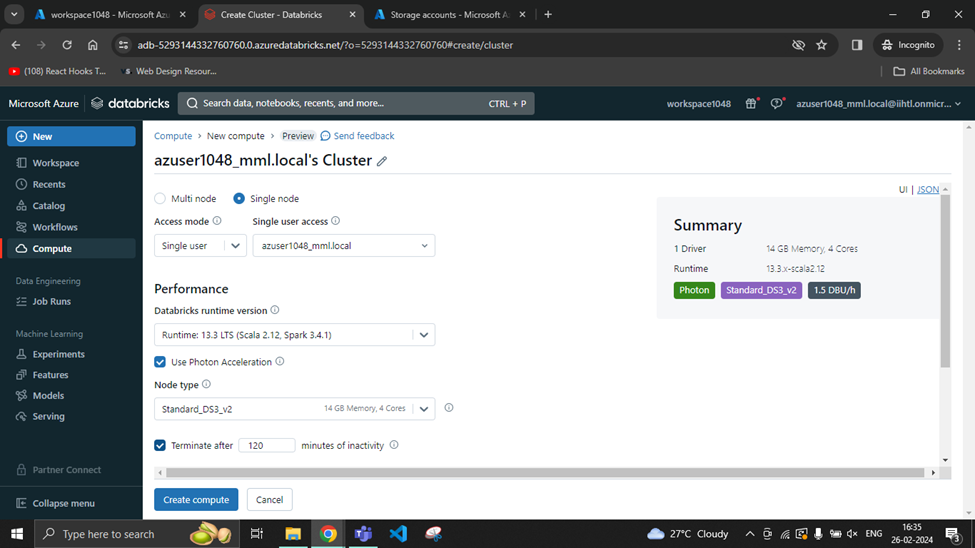 workspace1048 - Microsoft Azu
Create Cluster - Databricks
Storage accounts - Microsoft A
adb-5293144332760760.0.azuredatabricks.net/?o=5293144332760760#create/cluster
Incognito
(108) React Hooks T...
VS Web Design Resour...
All Bookmarks
Microsoft Azure
databricks
Search data, notebooks, recents, and more...
CTRL + P
workspace1048
azuser1048_mml.local@iihtl.onmicr...
New
Workspace
Recents
Catalog
Workflows
Compute
Data Engineering
Job Runs
Machine Learning
Experiments
Features
Models
Serving
Partner Connect
Collapse menu
Compute > New compute > Preview Send feedback
azuser1048_mml.local's Cluster
UI | JSON
Multi node Single node
Access mode Single user access
Single user azuser1048_mml.local
Performance
Databricks runtime version
Runtime: 13.3 LTS (Scala 2.12, Spark 3.4.1)
Use Photon Acceleration
Node type
Standard_DS3_v2 14 GB Memory, 4 Cores
Terminate after 120 minutes of inactivity
Create compute Cancel
Summary
1 Driver 14 GB Memory, 4 Cores
Runtime 13.3.x-scala2.12
Photon Standard_DS3_v2 1.5 DBU/h
Type here to search
27°C Cloudy
ENG
16:35
26-02-2024
3